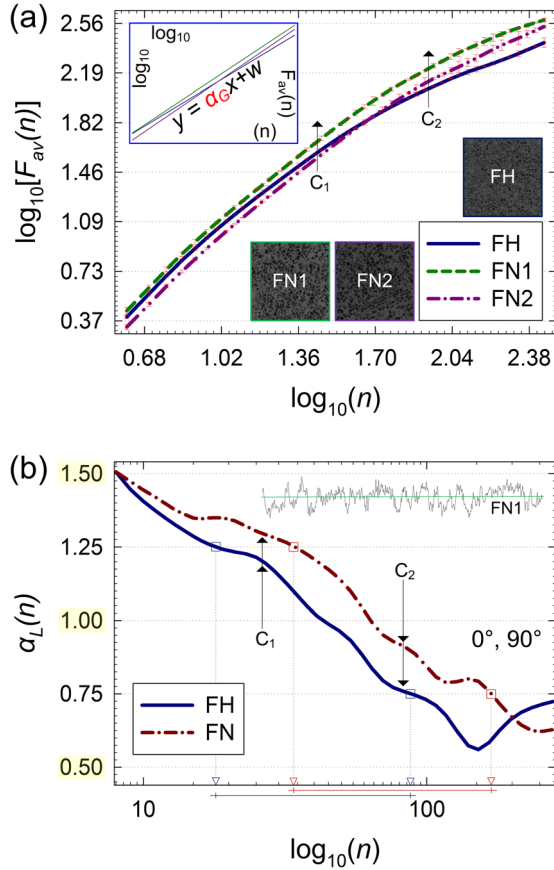 (a)
log10[Fav(n)]
2.56
2.19
1.82
1.46
1.09
0.73
0.37
log10
log10
y = αGx+w
Fav(n)
(n)
C1
C2
FH
FN1
FN2
FH
FN1
FN2
0.68
1.02
1.36
1.70
2.04
2.38
log10(n)
(b)
αL(n)
1.50
1.25
1.00
0.75
0.50
FN1
C1
C2
0°, 90°
FH
FN
10
100
log10(n)